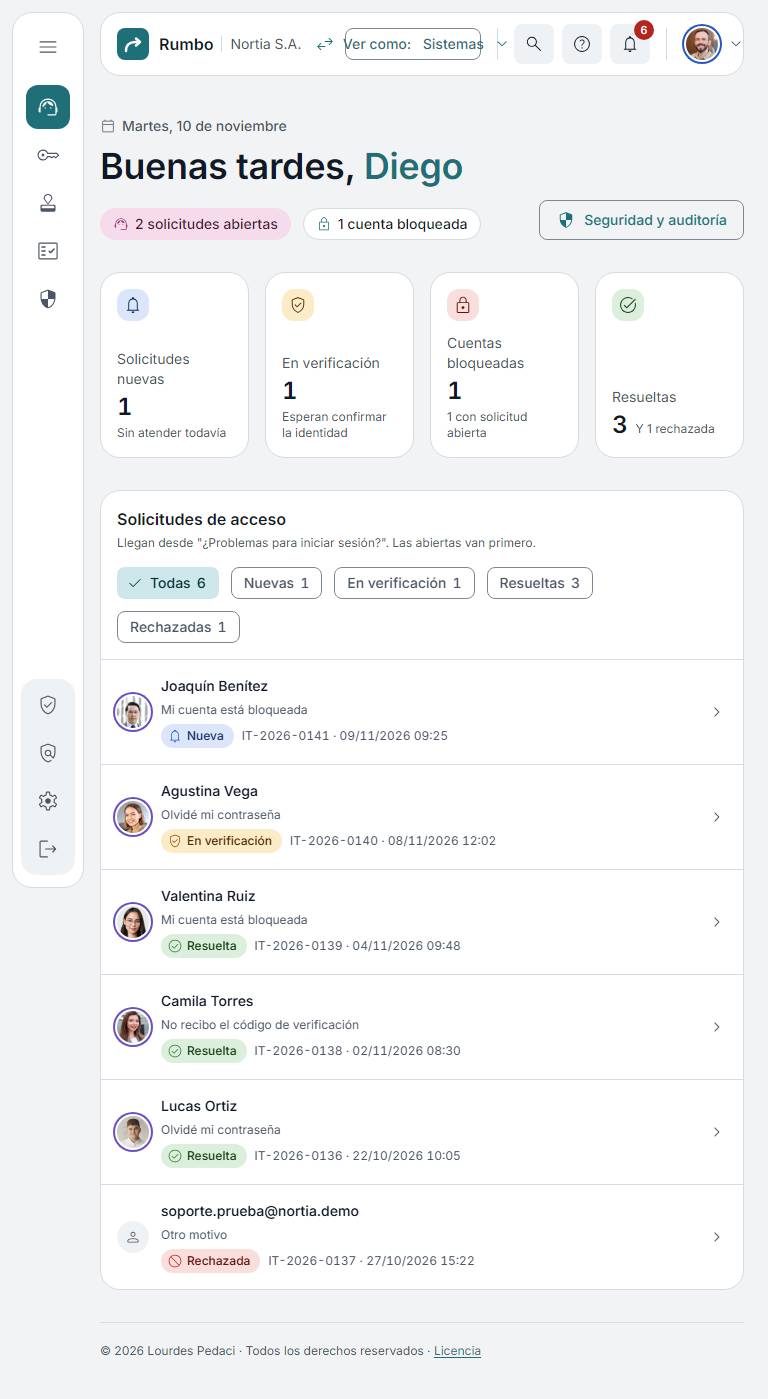 Rumbo
Nortia S.A.
Ver como: Sistemas
6
Martes, 10 de noviembre
Buenas tardes, Diego
2 solicitudes abiertas
1 cuenta bloqueada
Seguridad y auditoría
Solicitudes
nuevas
1
Sin atender todavía
En verificación
1
Esperan confirmar
la identidad
Cuentas
bloqueadas
1
1 con solicitud
abierta
Resueltas
3 Y 1 rechazada
Solicitudes de acceso
Llegan desde "¿Problemas para iniciar sesión?". Las abiertas van primero.
Todas 6
Nuevas 1
En verificación 1
Resueltas 3
Rechazadas 1
Joaquín Benítez
Mi cuenta está bloqueada
Nueva IT-2026-0141 · 09/11/2026 09:25
Agustina Vega
Olvidé mi contraseña
En verificación IT-2026-0140 · 08/11/2026 12:02
Valentina Ruiz
Mi cuenta está bloqueada
Resuelta IT-2026-0139 · 04/11/2026 09:48
Camila Torres
No recibo el código de verificación
Resuelta IT-2026-0138 · 02/11/2026 08:30
Lucas Ortiz
Olvidé mi contraseña
Resuelta IT-2026-0136 · 22/10/2026 10:05
soporte.prueba@nortia.demo
Otro motivo
Rechazada IT-2026-0137 · 27/10/2026 15:22
© 2026 Lourdes Pedaci · Todos los derechos reservados · Licencia